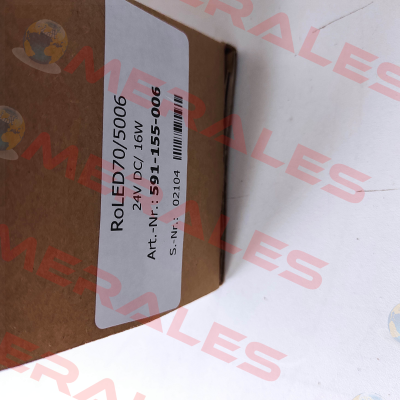 RoLED70/5006
24V DC/ 16W
Art.-Nr.: 591-155-006
S.-Nr.: 02104
MERALES
MERALES
MERALES